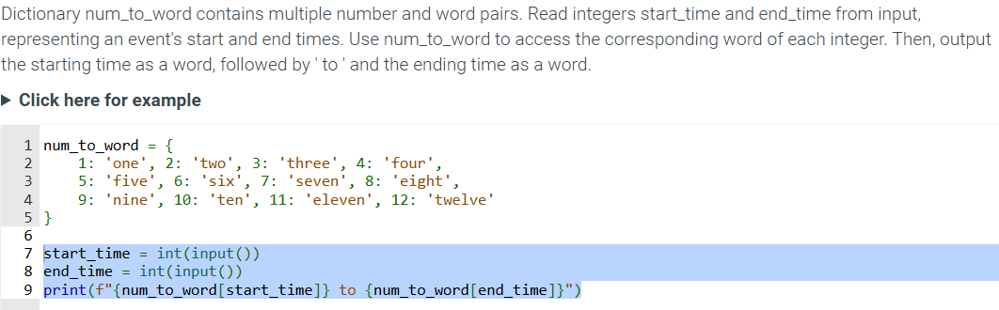 Dictionary num_to_word contains multiple number and word pairs. Read integers start_time and end_time from input,
representing an event's start and end times. Use num_to_word to access the corresponding word of each integer. Then, output
the starting time as a word, followed by ' to ' and the ending time as a word.
▶ Click here for example
1 num_to_word = {
2     1: 'one', 2: 'two', 3: 'three', 4: 'four',
3     5: 'five', 6: 'six', 7: 'seven', 8: 'eight',
4     9: 'nine', 10: 'ten', 11: 'eleven', 12: 'twelve'
5 }
6
7 start_time = int(input())
8 end_time = int(input())
9 print(f"{num_to_word[start_time]} to {num_to_word[end_time]}")